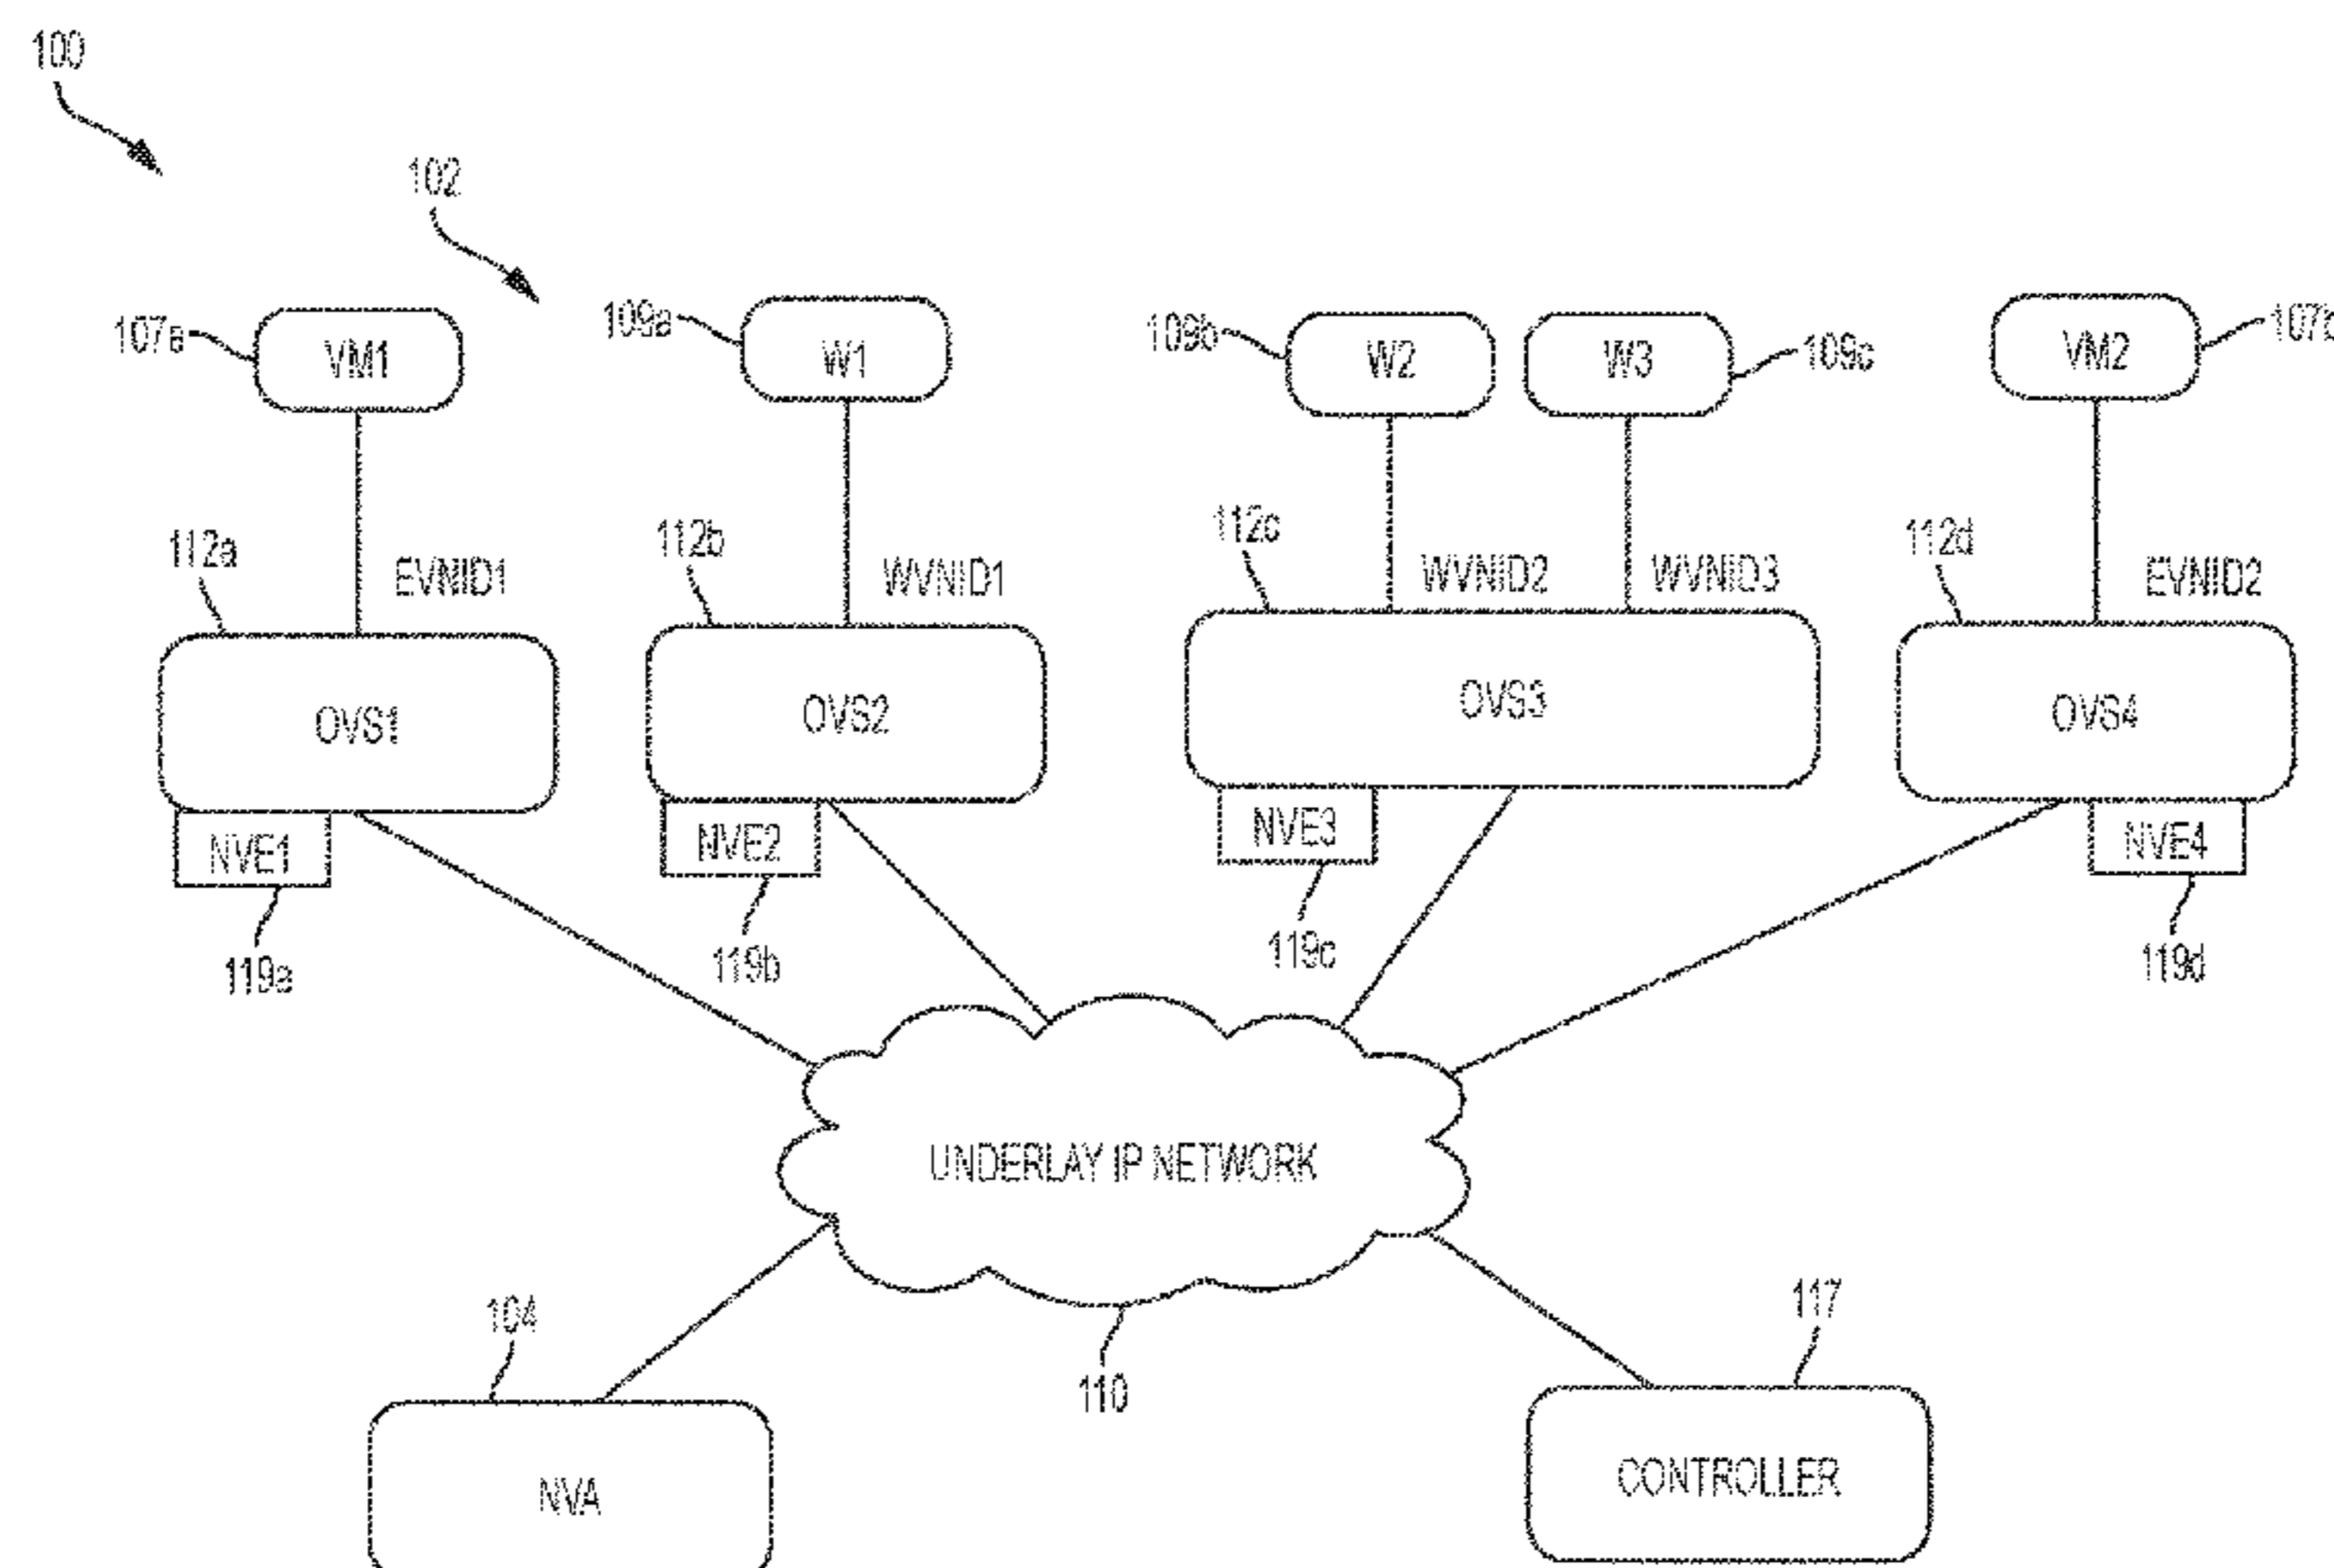 100
102
107a
VM1
109a
W1
109b
W2
W3
109c
VM2
107b
112a
EVNID1
112b
WVNID1
112c
WVNID2
WVNID3
112d
EVNID2
OVS1
OVS2
OVS3
OVS4
NVE1
NVE2
NVE3
NVE4
119a
119b
119c
119d
UNDERLAY IP NETWORK
104
110
117
NVA
CONTROLLER